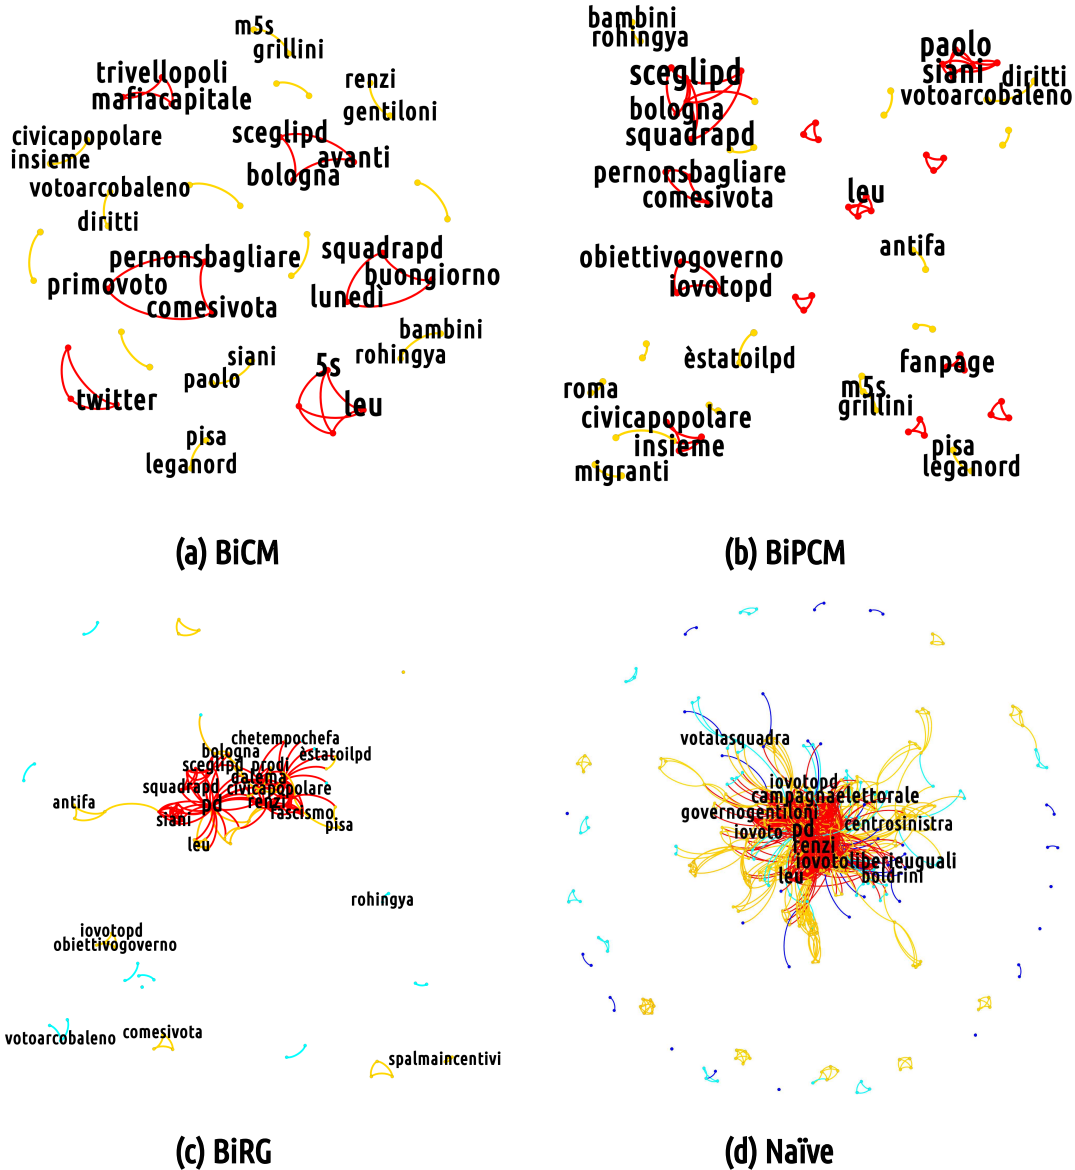 m5s
grillini
trivellopoli
mafiacapitale
renzi
gentiloni
civicapopolare
insieme
sceglipd
avanti
bologna
votoarcobaleno
diritti
pernonsbagliare
primovoto
comesivota
squadrapd
buongiorno
lunedì
bambini
rohingya
siani
paolo
5s
leu
twitter
pisa
leganord
(a) BiCM
bambini
rohingya
sceglipd
bologna
squadrapd
paolo
siani
diritti
votoarcobaleno
pernonsbagliare
comesivota
leu
antifa
obiettivogoverno
iovotopd
èstatoilpd
fanpage
roma
civicapopolare
insieme
migranti
m5s
grillini
pisa
leganord
(b) BiPCM
chetempochefa
bologna
èstatoilpd
sceglipd prodi
dalema
squadrapd
civicapopolare
antifa
pd
renzi
siani
fascismo
pisa
leu
rohingya
iovotopd
obiettivogoverno
votoarcobaleno
comesivota
spalmaincentivi
(c) BiRG
votalasquadra
iovotopd
campagnaelettorale
governogentiloni
iovoto
pd
centrosinistra
renzi
iovotoliberieuguali
leu
boldrini
(d) Naïve